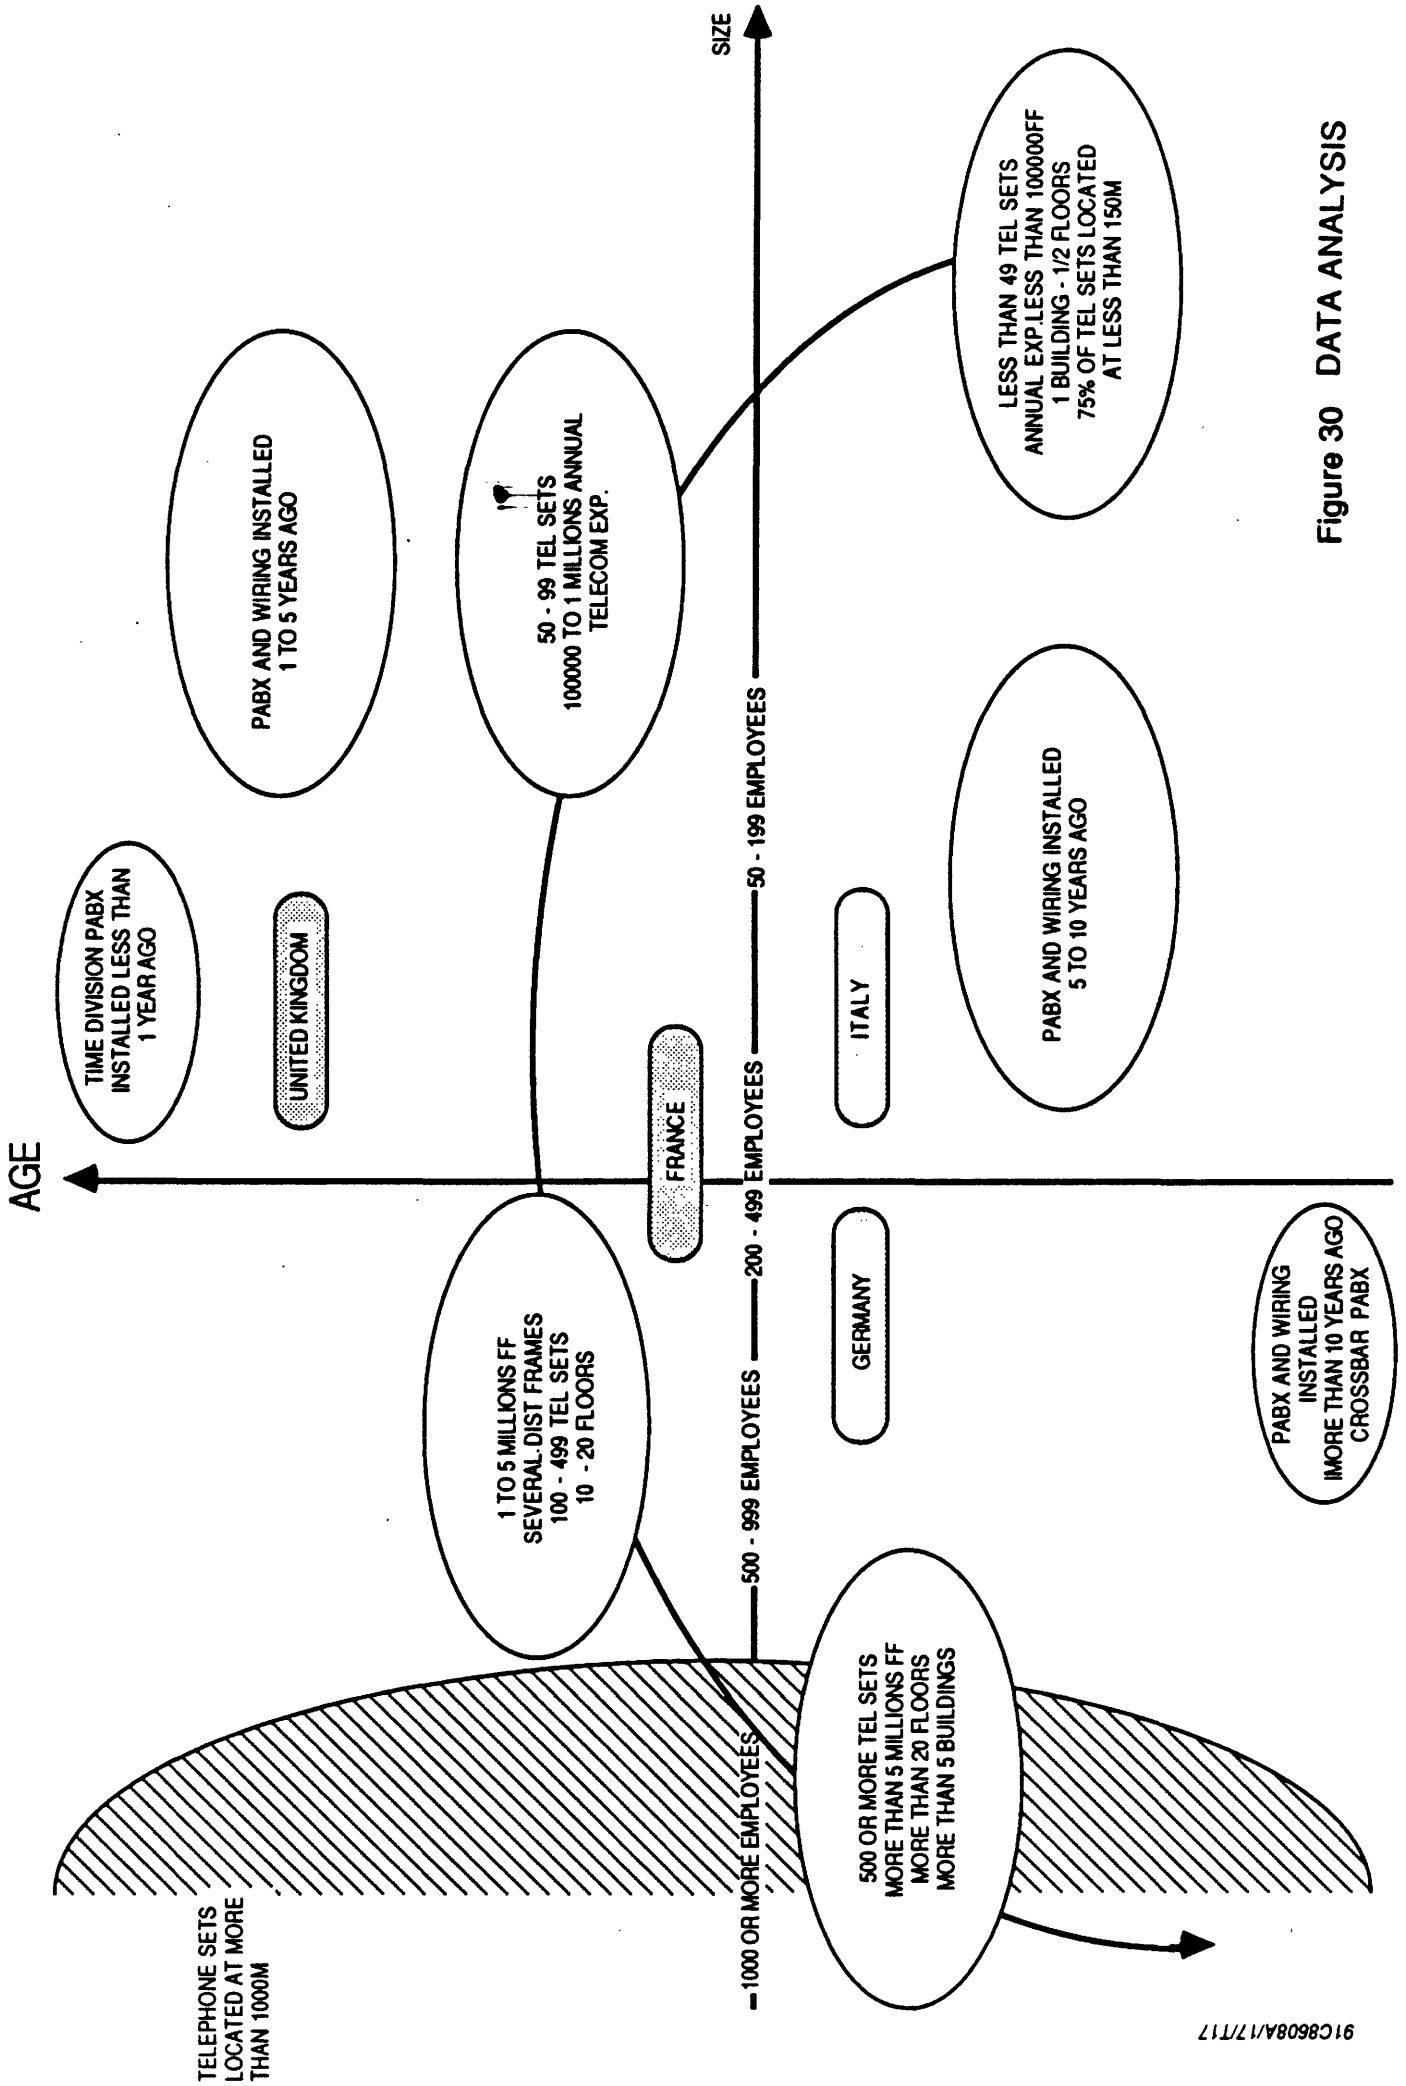 AGE
SIZE
TIME DIVISION PABX
INSTALLED LESS THAN
1 YEAR AGO
PABX AND WIRING INSTALLED
1 TO 5 YEARS AGO
UNITED KINGDOM
TELEPHONE SETS
LOCATED AT MORE
THAN 1000M
1 TO 5 MILLIONS FF
SEVERAL DIST FRAMES
100 - 499 TEL SETS
10 - 20 FLOORS
50 - 99 TEL SETS
100000 TO 1 MILLIONS ANNUAL
TELECOM EXP.
FRANCE
1000 OR MORE EMPLOYEES
500 - 999 EMPLOYEES
200 - 499 EMPLOYEES
50 - 199 EMPLOYEES
GERMANY
ITALY
500 OR MORE TEL SETS
MORE THAN 5 MILLIONS FF
MORE THAN 20 FLOORS
MORE THAN 5 BUILDINGS
PABX AND WIRING INSTALLED
5 TO 10 YEARS AGO
LESS THAN 49 TEL SETS
ANNUAL EXP.LESS THAN 100000FF
1 BUILDING - 1/2 FLOORS
75% OF TEL SETS LOCATED
AT LESS THAN 150M
PABX AND WIRING
INSTALLED
IMORE THAN 10 YEARS AGO
CROSSBAR PABX
Figure 30 DATA ANALYSIS
91C8608A/17/T17